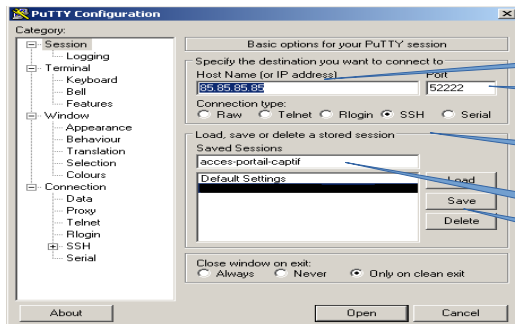 PuTTY Configuration
Category:
Session
Logging
Terminal
Keyboard
Bell
Features
Window
Appearance
Behaviour
Translation
Selection
Colours
Connection
Data
Proxy
Telnet
Rlogin
SSH
Serial
Basic options for your PuTTY session
Specify the destination you want to connect to
Host Name (or IP address) Port
85.85.85.85 52222
Connection type:
Raw Telnet Rlogin SSH Serial
Load, save or delete a stored session
Saved Sessions
acces-portail-captif
Default Settings Load
Save
Delete
Close window on exit:
Always Never Only on clean exit
About Open Cancel